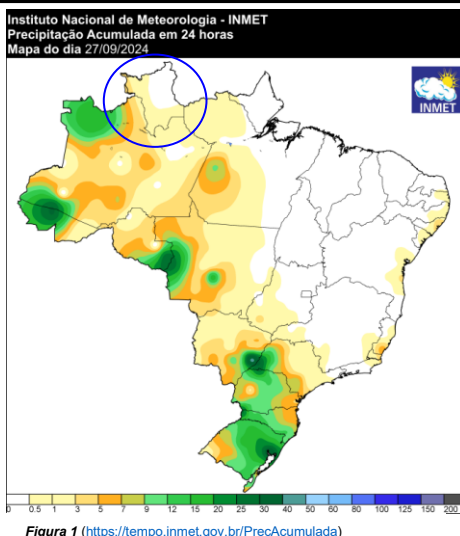 Instituto Nacional de Meteorologia - INMET
Precipitação Acumulada em 24 horas
Mapa do dia 27/09/2024
INMET
0 0.5 1 3 5 7 9 12 15 20 25 30 40 50 60 80 100 125 150 200
Figura 1 (https://tempo.inmet.gov.br/PrecAcumulada)